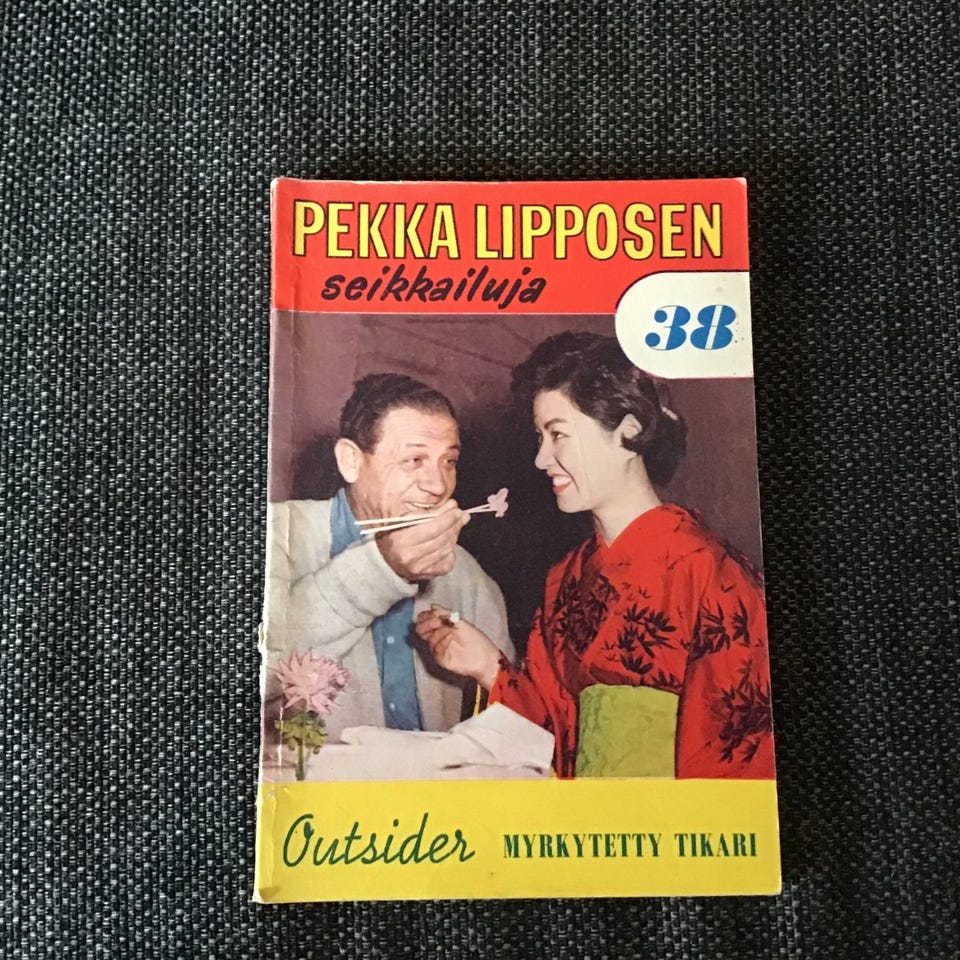 PEKKA LIPPOSEN
seikkailuja
38
Outsider MYRKYTETTY TIKARI